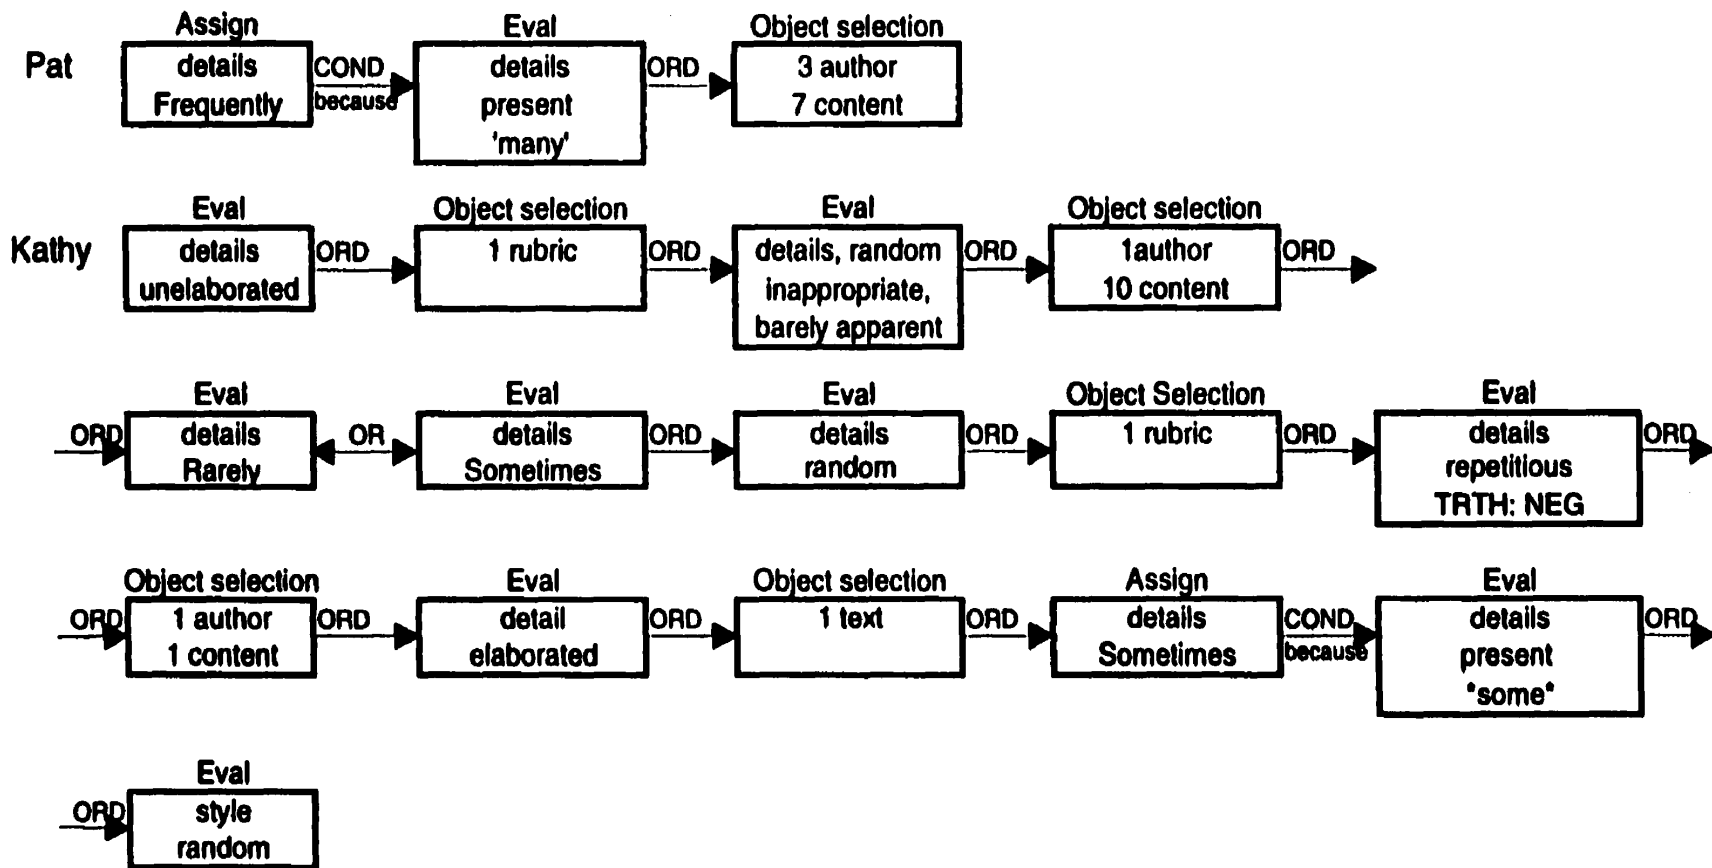 Assign Eval Object selection
Pat details COND details ORD 3 author
Frequently because present 7 content
'many'
Eval Object selection Eval Object selection
Kathy details ORD 1 rubric ORD details, random ORD 1author ORD
unelaborated inappropriate, 10 content
barely apparent
Eval Eval Eval Object Selection Eval
ORD details OR details ORD details ORD 1 rubric ORD details ORD
Rarely Sometimes random repetitious
TRTH: NEG
Object selection Eval Object selection Assign Eval
ORD 1 author ORD detail ORD 1 text ORD details COND details ORD
1 content elaborated Sometimes because present
"some"
Eval
ORD style
random